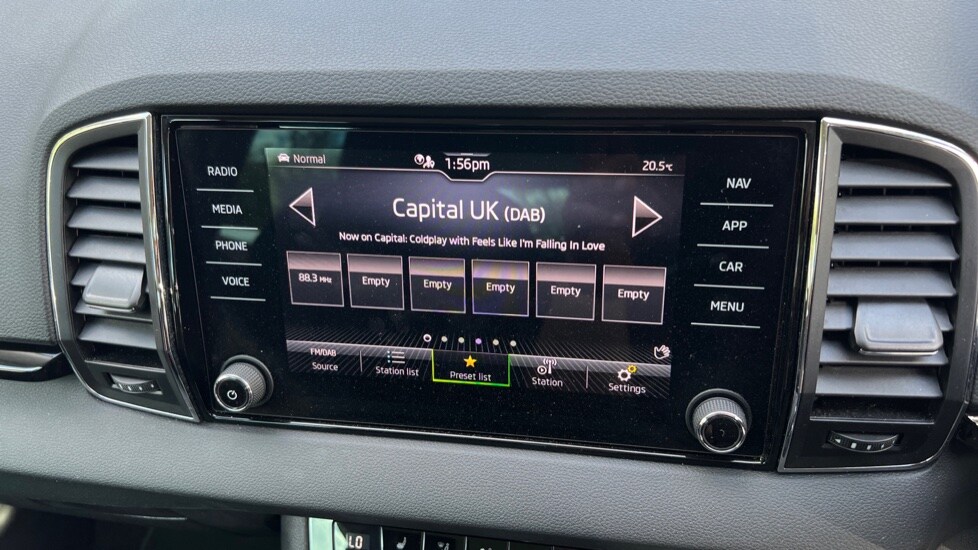 RADIO
MEDIA
PHONE
VOICE
Normal 1:56pm 20.5°C
Capital UK (DAB)
Now on Capital: Coldplay with Feels Like I'm Falling In Love
88.3 MHz Empty Empty Empty Empty Empty
FM/DAB
Source Station list Preset list Station Settings
NAV
APP
CAR
MENU
LO